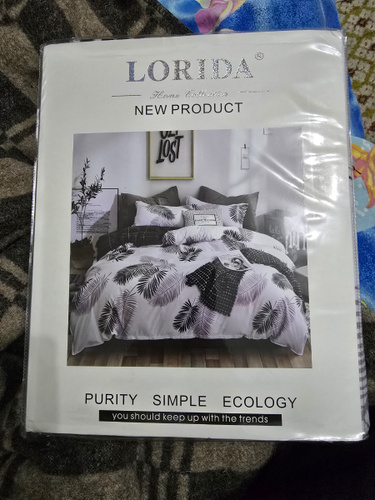 LORIDA®
Home Collection
NEW PRODUCT
GET
LOST
PURITY SIMPLE ECOLOGY
you should keep up with the trends